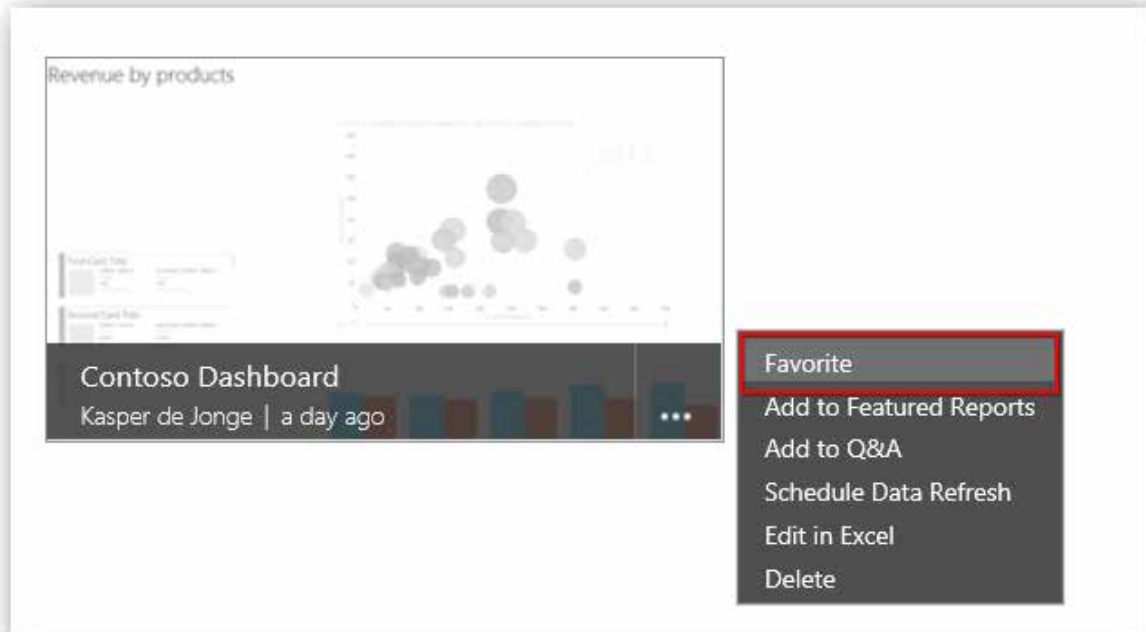 Revenue by products
Contoso Dashboard
Kasper de Jonge | a day ago
Favorite
Add to Featured Reports
Add to Q&A
Schedule Data Refresh
Edit in Excel
Delete